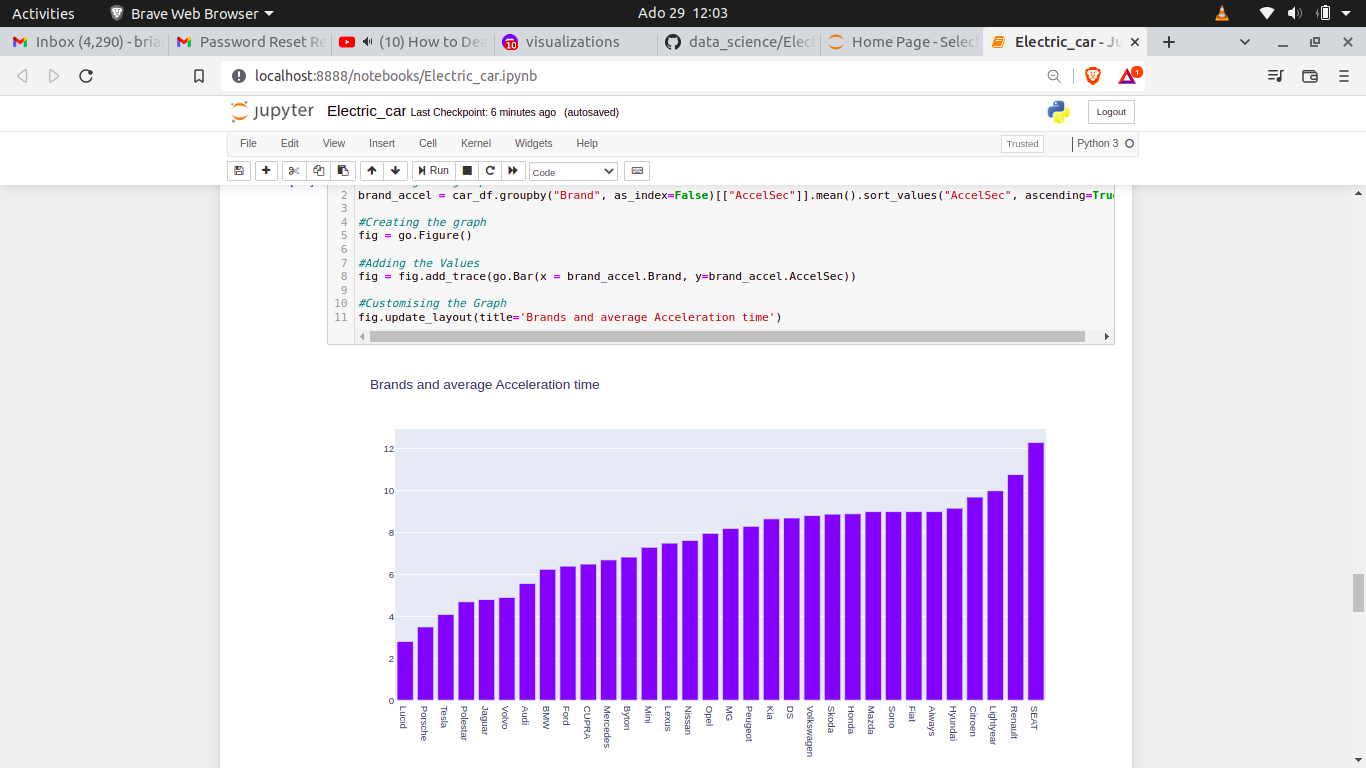 Activities Brave Web Browser Ado 29 12:03
Inbox (4,290) - bria Password Reset Re (10) How to Dea visualizations data_science/Elect Home Page - Select Electric_car - Ju
localhost:8888/notebooks/Electric_car.ipynb
jupyter Electric_car Last Checkpoint: 6 minutes ago (autosaved) Logout
File Edit View Insert Cell Kernel Widgets Help Trusted Python 3
Run Code
2 brand_accel = car_df.groupby("Brand", as_index=False)[["AccelSec"]].mean().sort_values("AccelSec", ascending=True
3
4 #Creating the graph
5 fig = go.Figure()
6
7 #Adding the Values
8 fig = fig.add_trace(go.Bar(x = brand_accel.Brand, y=brand_accel.AccelSec))
9
10 #Customising the Graph
11 fig.update_layout(title='Brands and average Acceleration time')
Brands and average Acceleration time
12
10
8
6
4
2
0
Lucid Porsche Tesla Polestar Jaguar Volvo Audi BMW Ford CUPRA Mercedes Byton Mini Lexus Nissan Opel MG Peugeot Kia DS Volkswagen Skoda Honda Mazda Sono Fiat Aiways Hyundai Citroen Lightyear Renault SEAT